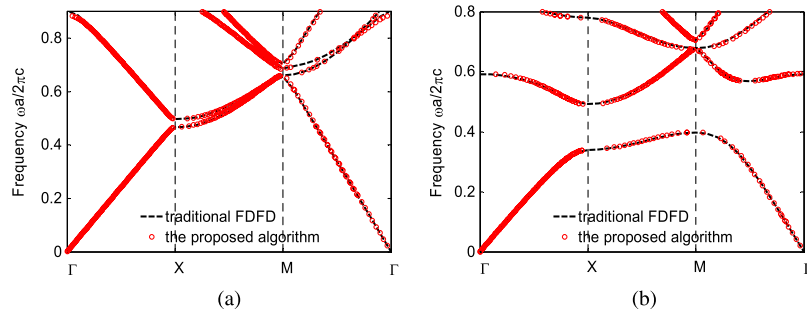 0.8
0.6
0.4
0.2
0
Frequency ωa/2πc
traditional FDFD
the proposed algorithm
Γ X M Γ
(a)
0.8
0.6
0.4
0.2
0
Frequency ωa/2πc
traditional FDFD
the proposed algorithm
Γ X M
(b)